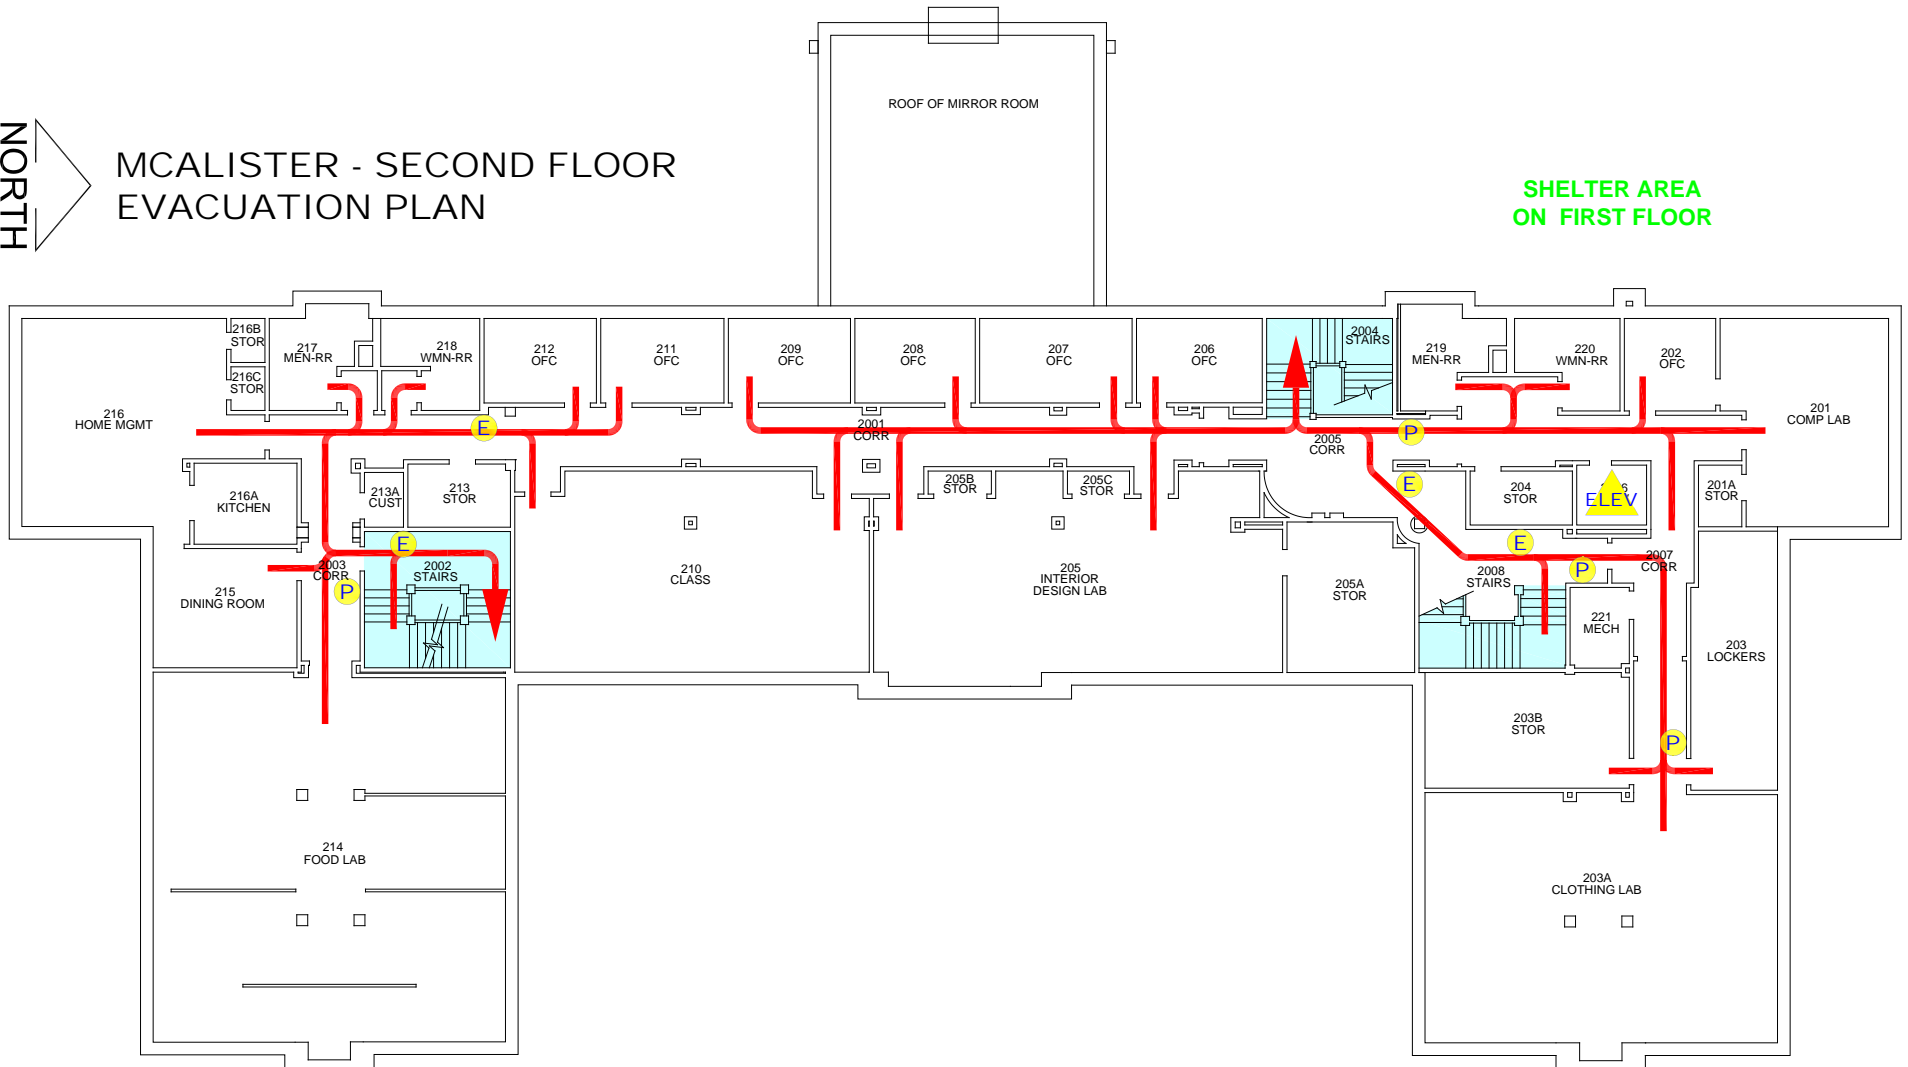 NORTH
MCALISTER - SECOND FLOOR
EVACUATION PLAN
ROOF OF MIRROR ROOM
SHELTER AREA
ON FIRST FLOOR
216B
STOR
216C
STOR
217
MEN-RR
218
WMN-RR
212
OFC
211
OFC
209
OFC
208
OFC
207
OFC
206
OFC
2004
STAIRS
219
MEN-RR
220
WMN-RR
202
OFC
216
HOME MGMT
201
COMP LAB
E
2001
CORR
2005
CORR
P
216A
KITCHEN
213A
CUST
213
STOR
205B
STOR
205C
STOR
E
204
STOR
ELEV
201A
STOR
E
2003
CORR
2002
STAIRS
P
215
DINING ROOM
210
CLASS
205
INTERIOR
DESIGN LAB
205A
STOR
E
2008
STAIRS
P
2007
CORR
221
MECH
203
LOCKERS
203B
STOR
P
214
FOOD LAB
203A
CLOTHING LAB